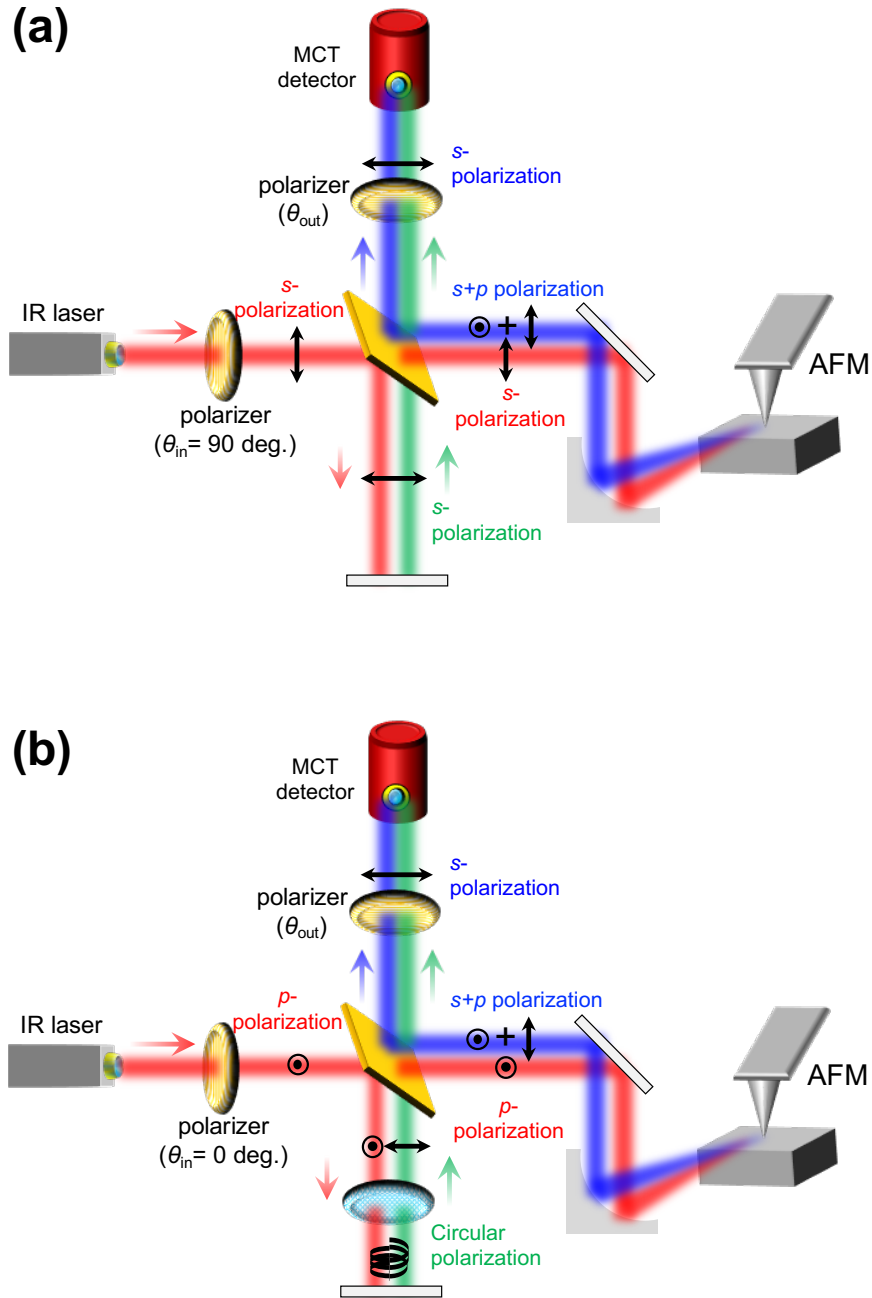 (a)
MCT
detector
s-
polarization
polarizer
(θout)
s-
polarization
s+p polarization
IR laser
AFM
s-
polarization
polarizer
(θin= 90 deg.)
s-
polarization
(b)
MCT
detector
s-
polarization
polarizer
(θout)
p-
polarization
s+p polarization
IR laser
AFM
p-
polarization
polarizer
(θin= 0 deg.)
Circular
polarization